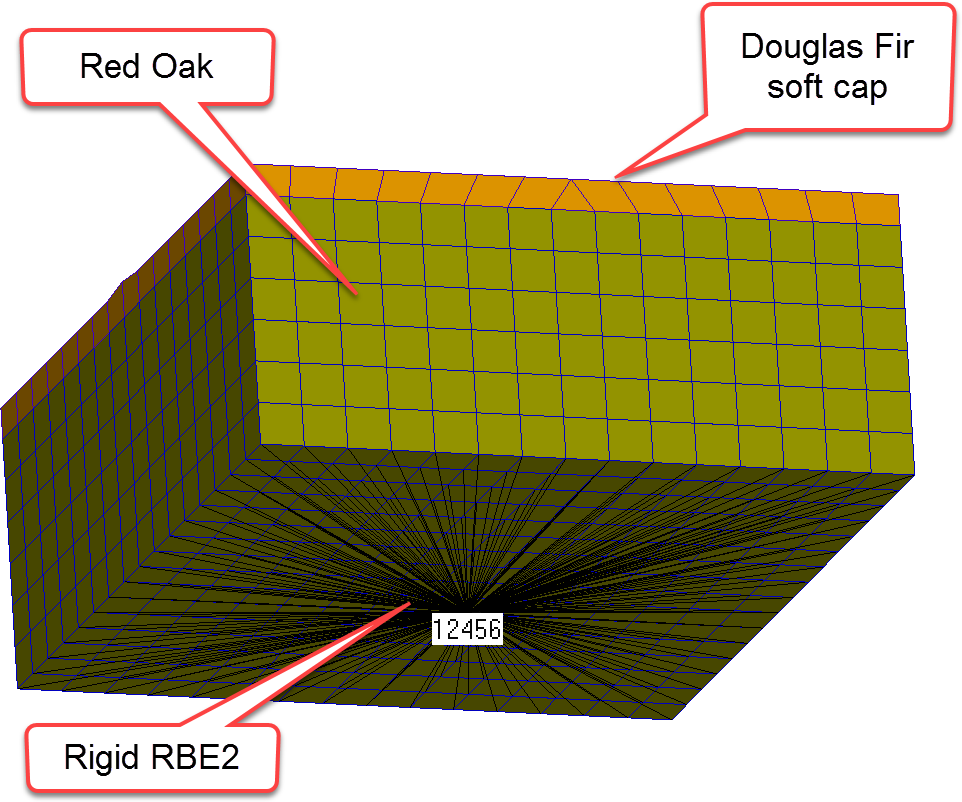 Red Oak
Douglas Fir
soft cap
12456
Rigid RBE2